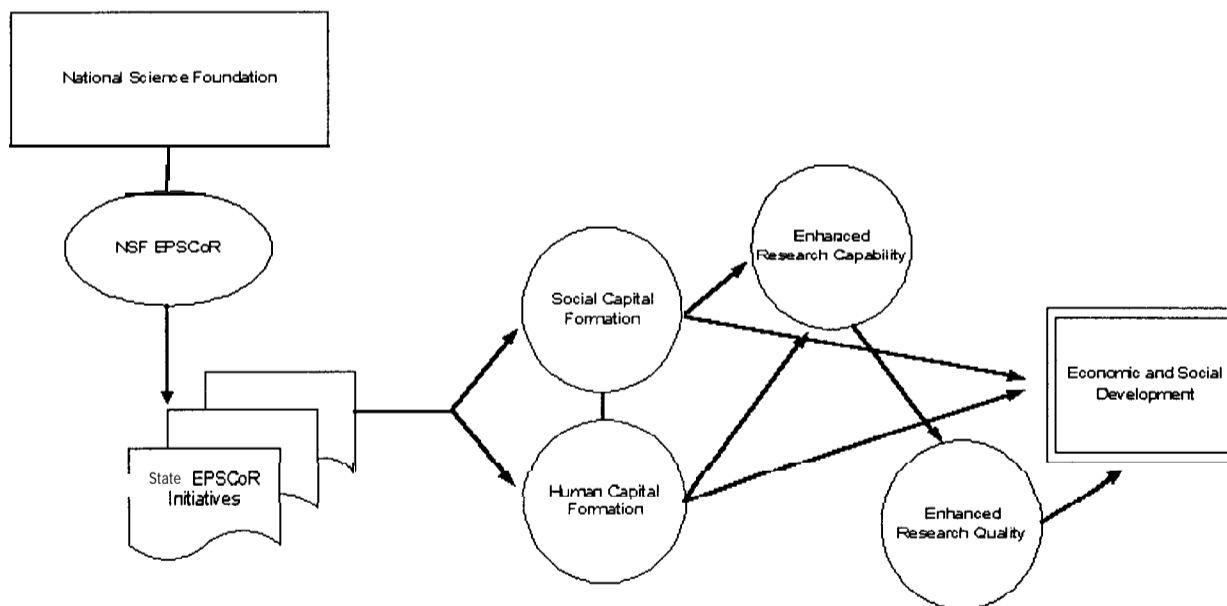 National Science Foundation
NSF EPSCoR
State EPSCoR
Initiatives
Social Capital
Formation
Human Capital
Formation
Enhanced
Research Capability
Enhanced
Research Quality
Economic and Social
Development